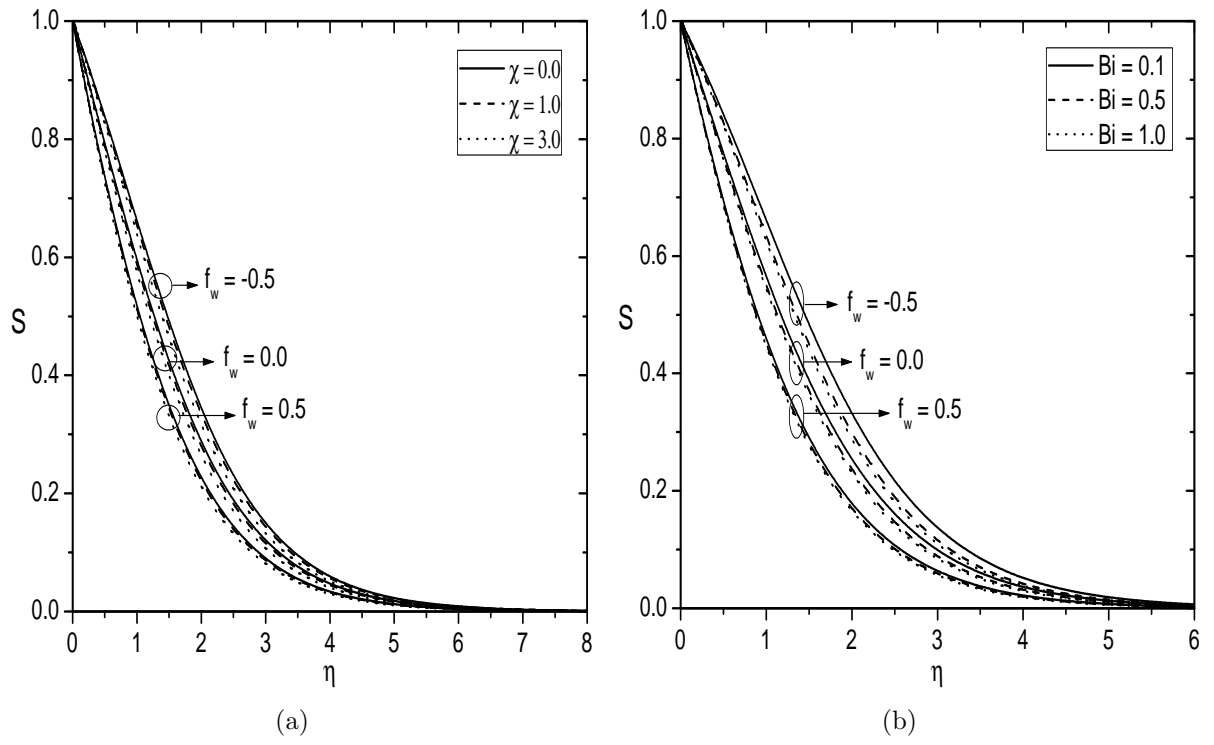 1.0
0.8
0.6
0.4
0.2
0.0
S
χ = 0.0
χ = 1.0
χ = 3.0
f_w = -0.5
f_w = 0.0
f_w = 0.5
0 1 2 3 4 5 6 7 8
η
(a)
1.0
0.8
0.6
0.4
0.2
0.0
S
Bi = 0.1
Bi = 0.5
Bi = 1.0
f_w = -0.5
f_w = 0.0
f_w = 0.5
0 1 2 3 4 5 6
η
(b)